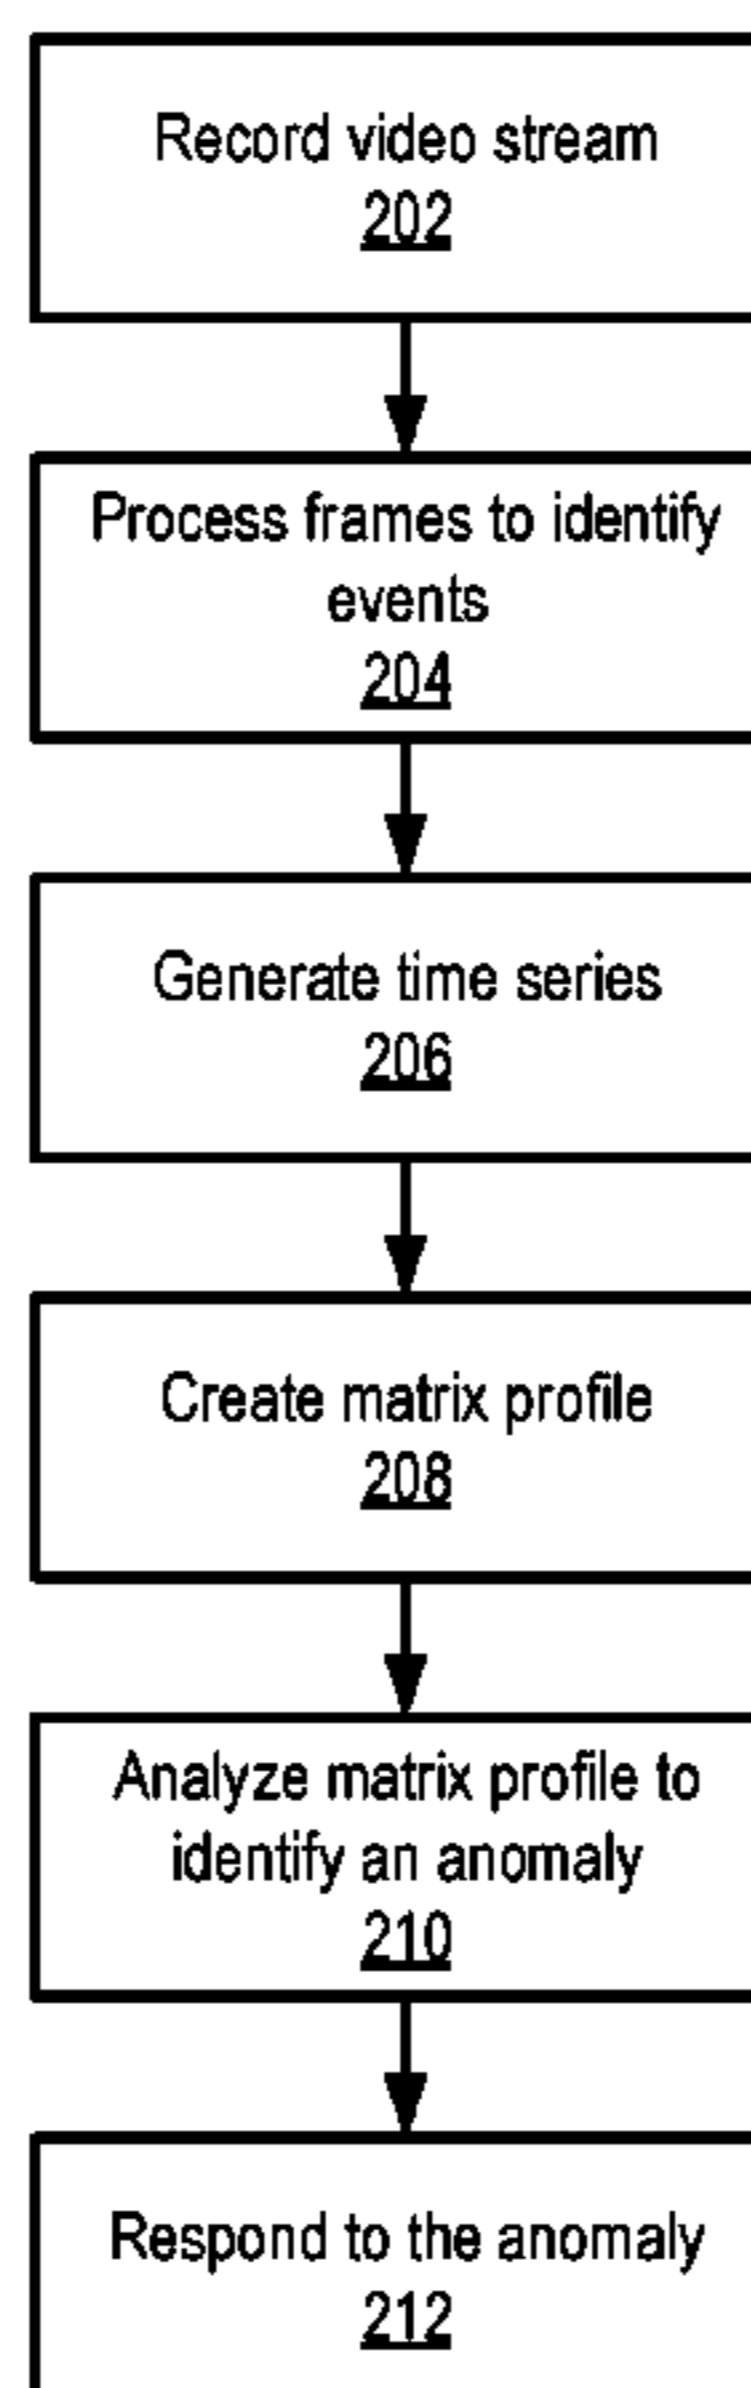 Record video stream
202
Process frames to identify
events
204
Generate time series
206
Create matrix profile
208
Analyze matrix profile to
identify an anomaly
210
Respond to the anomaly
212